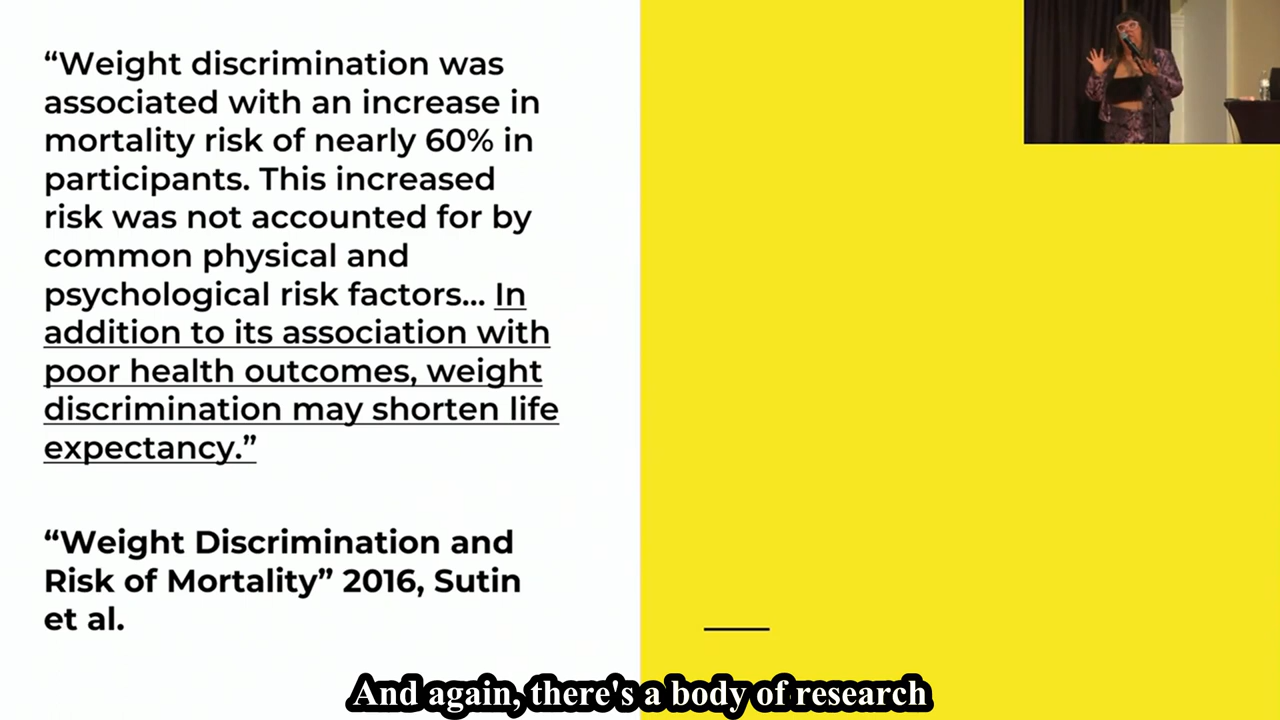 “Weight discrimination was
associated with an increase in
mortality risk of nearly 60% in
participants. This increased
risk was not accounted for by
common physical and
psychological risk factors... In
addition to its association with
poor health outcomes, weight
discrimination may shorten life
expectancy.”
“Weight Discrimination and
Risk of Mortality” 2016, Sutin
et al.
And again, there's a body of research